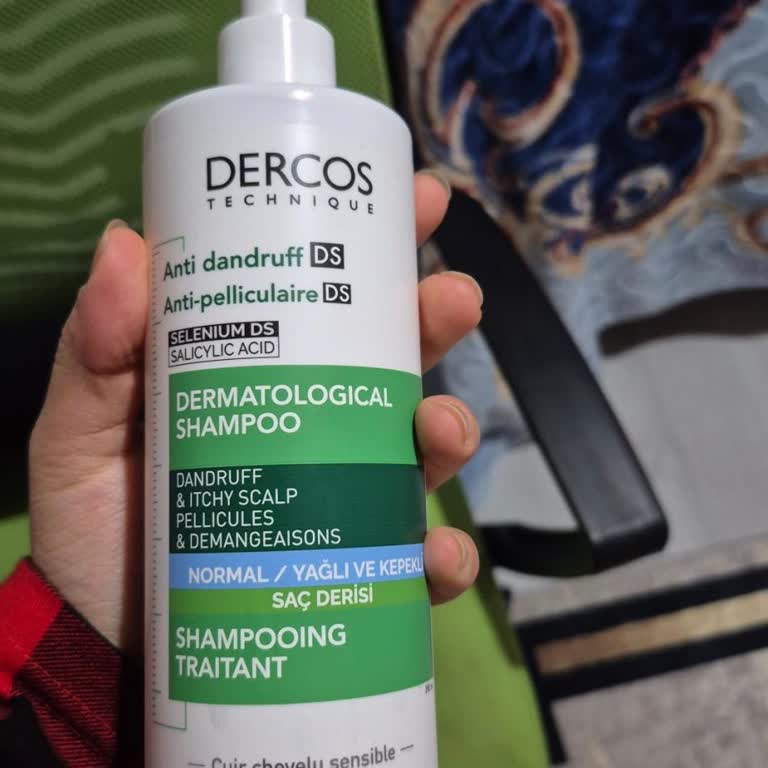 DERCOS
TECHNIQUE
Anti dandruff DS
Anti-pelliculaire DS
SELENIUM DS
SALICYLIC ACID
DERMATOLOGICAL
SHAMPOO
DANDRUFF
& ITCHY SCALP
PELLICULES
& DEMANGEAISONS
NORMAL / YAĞLI VE KEPEKL
SAÇ DERİSİ
SHAMPOOING
TRAITANT
— Cuir chevelu sensible —